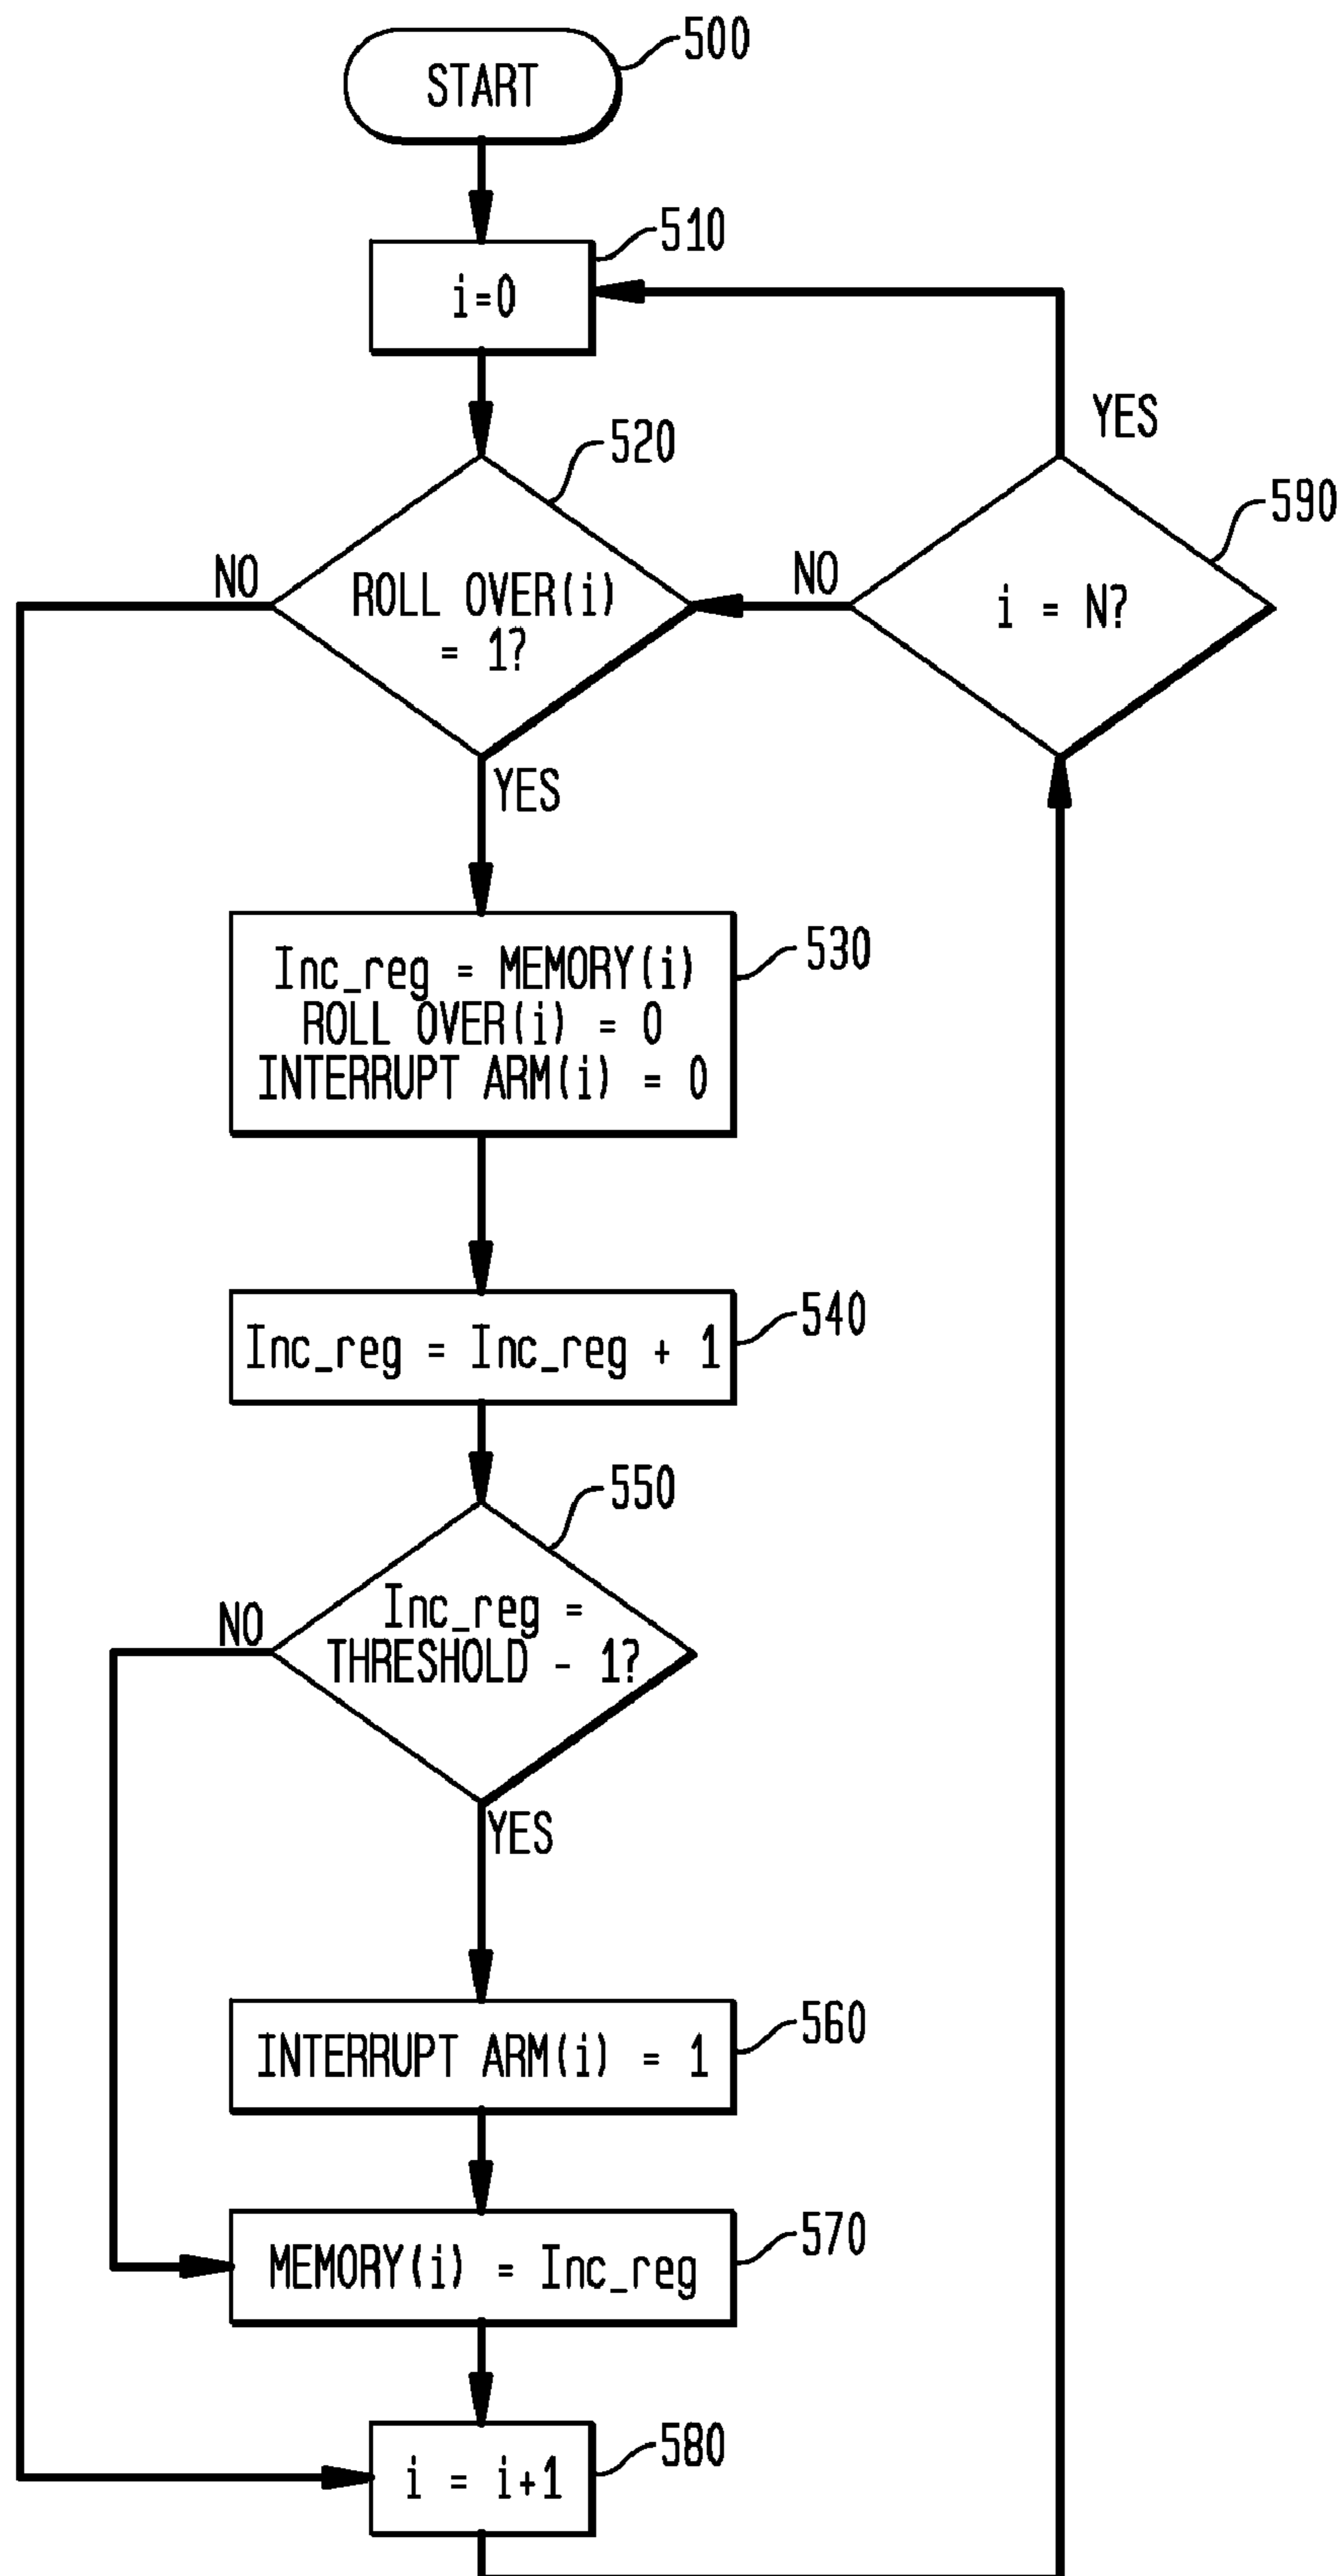 START
500
i=0
510
YES
520
590
NO
ROLL OVER(i)
= 1?
NO
i = N?
YES
Inc_reg = MEMORY(i)
ROLL OVER(i) = 0
INTERRUPT ARM(i) = 0
530
Inc_reg = Inc_reg + 1
540
550
NO
Inc_reg =
THRESHOLD - 1?
YES
INTERRUPT ARM(i) = 1
560
MEMORY(i) = Inc_reg
570
i = i+1
580